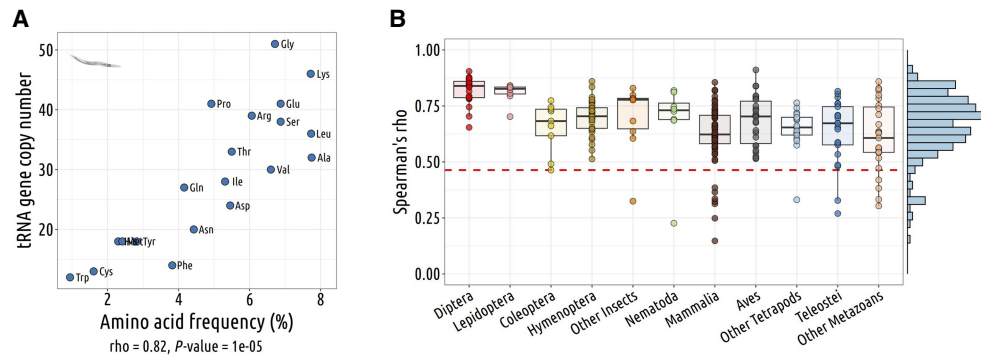 A
tRNA gene copy number
50
40
30
20
Gly
Lys
Pro
Glu
Arg
Ser
Leu
Thr
Ala
Val
Gln
Ile
Asp
Asn
Tyr
Phe
Cys
Trp
2 4 6 8
Amino acid frequency (%)
rho = 0.82, P-value = 1e-05
B
Spearman's rho
1.00
0.75
0.50
0.25
0.00
Diptera
Lepidoptera
Coleoptera
Hymenoptera
Other Insects
Nematoda
Mammalia
Aves
Other Tetrapods
Teleostei
Other Metazoans